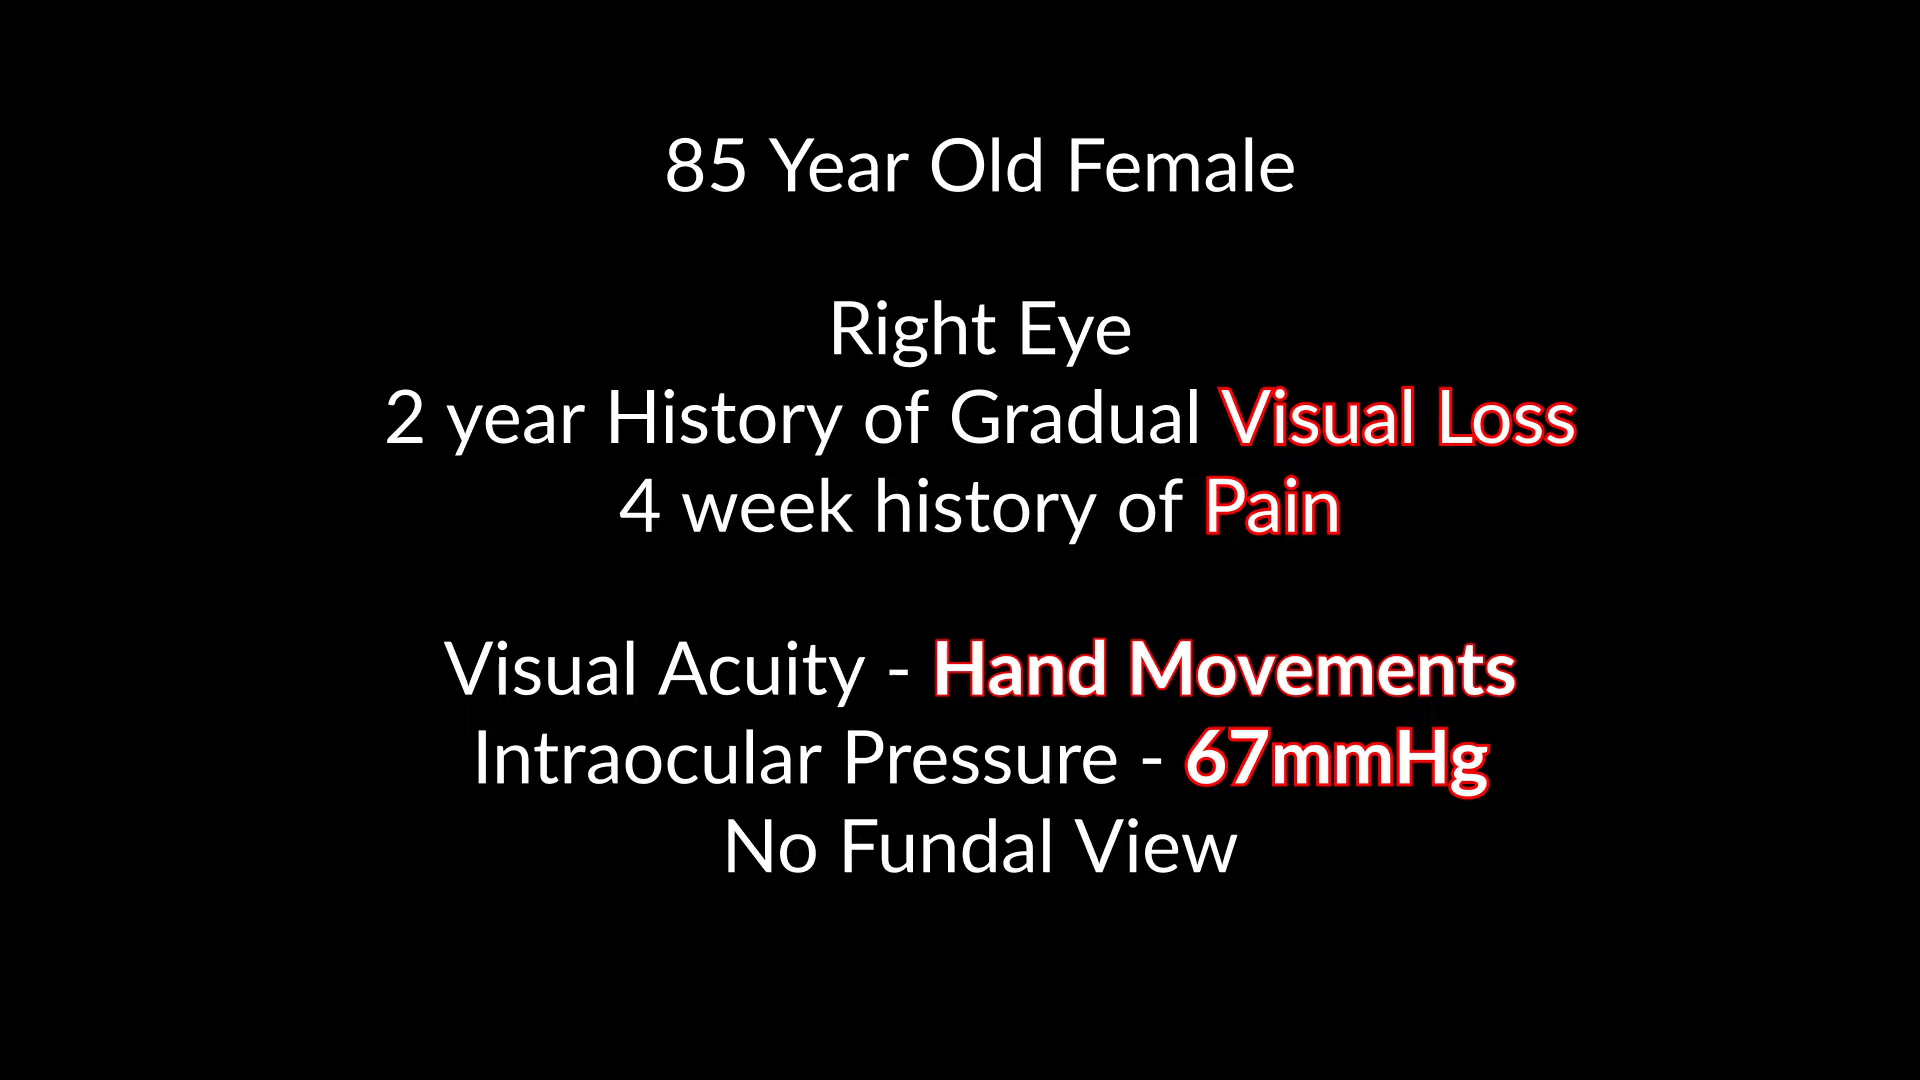 85 Year Old Female
Right Eye
2 year History of Gradual Visual Loss
4 week history of Pain
Visual Acuity - Hand Movements
Intraocular Pressure - 67mmHg
No Fundal View